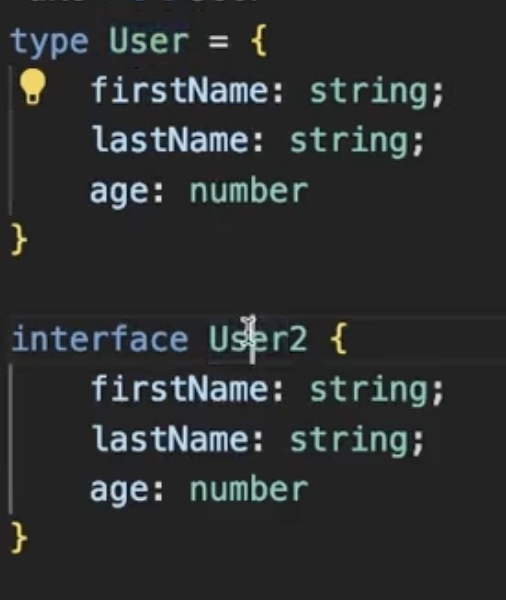 type User = {
firstName: string;
lastName: string;
age: number
}
interface User2 {
firstName: string;
lastName: string;
age: number
}